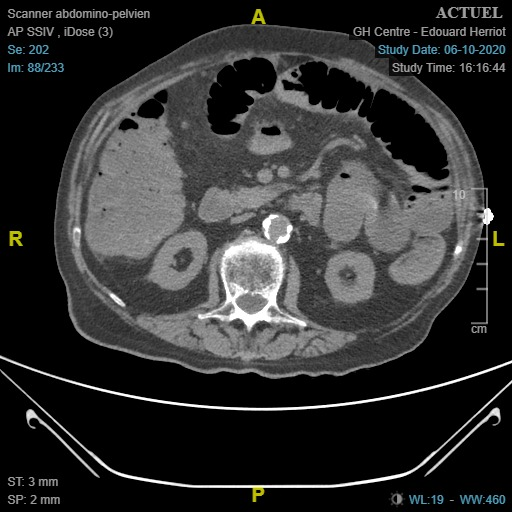 Scanner abdomino-pelvien
AP SSIV , iDose (3)
Se: 202
Im: 88/233
A
ACTUEL
GH Centre - Edouard Herriot
Study Date: 06-10-2020
Study Time: 16:16:44
10
R
L
cm
ST: 3 mm
SP: 2 mm
P
WL:19 - WW:460